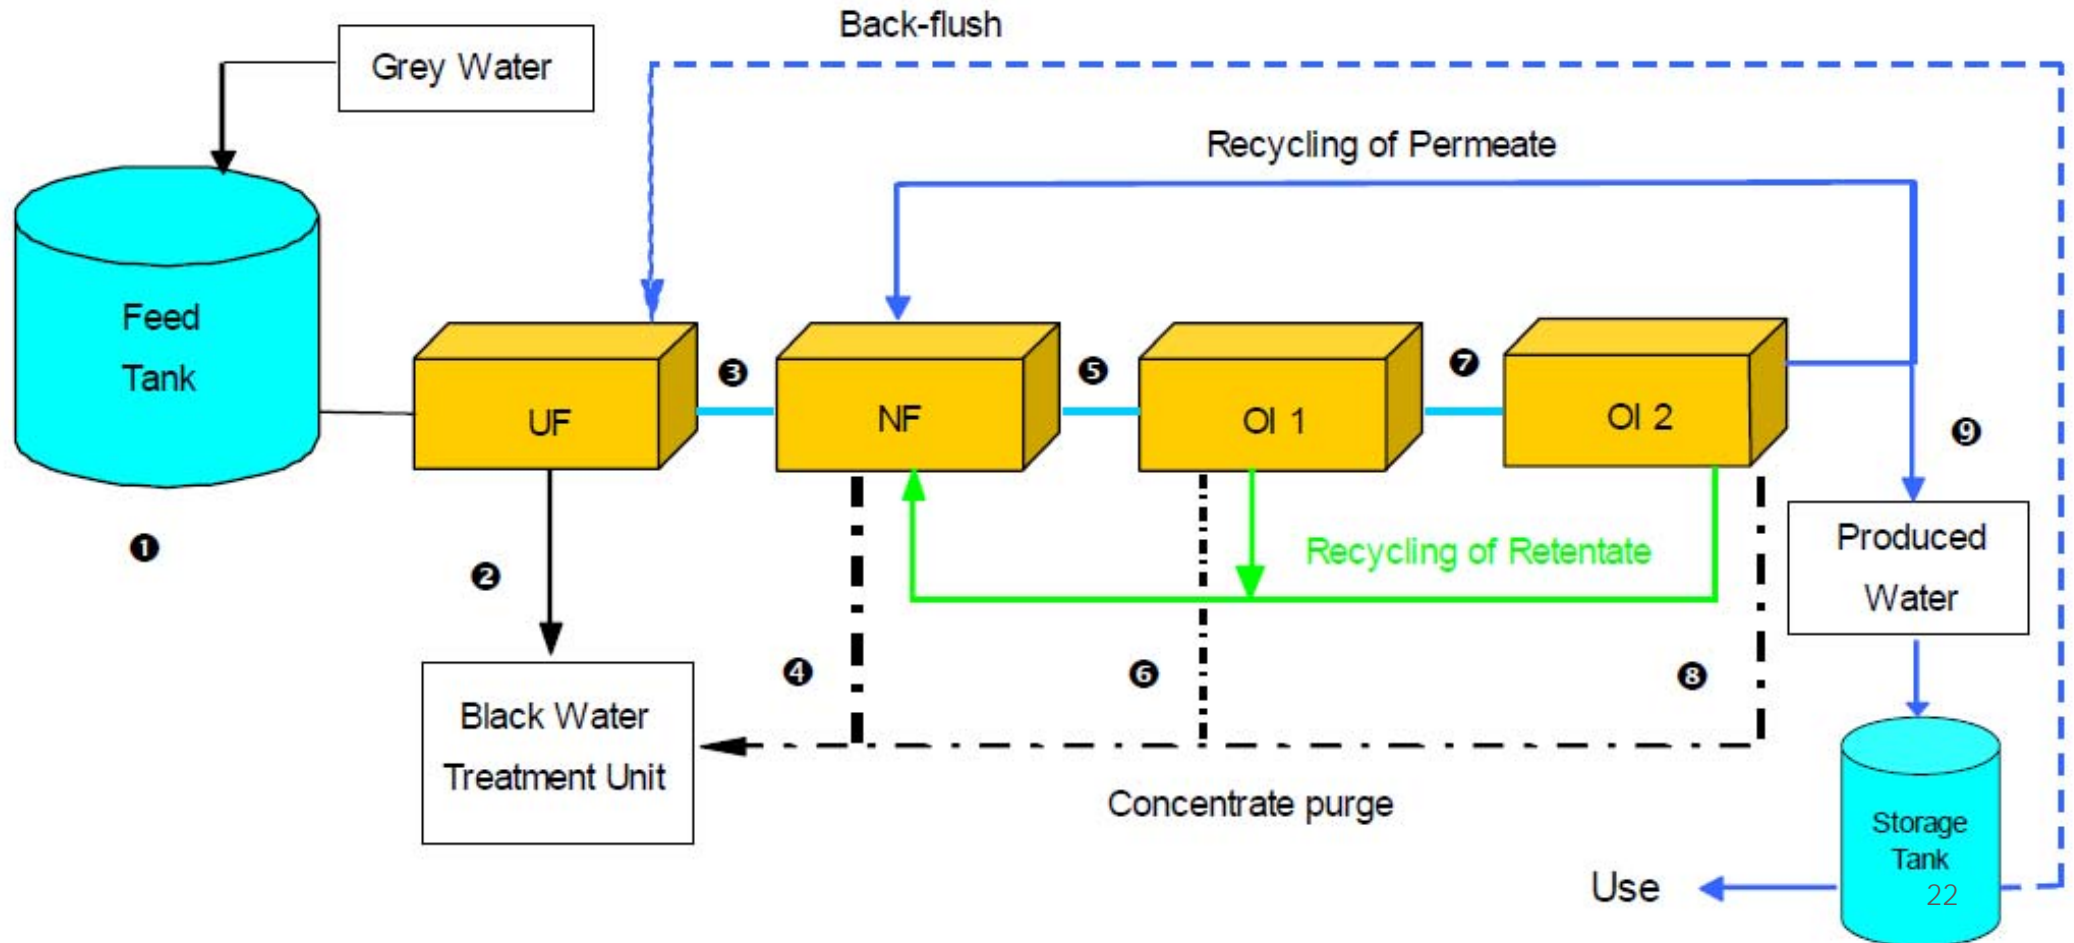 Back-flush
Grey Water
Recycling of Permeate
Feed
Tank
UF
❸
NF
❺
OI 1
❼
OI 2
❾
❶
❷
Recycling of Retentate
Produced
Water
❹
❻
❽
Black Water
Treatment Unit
Concentrate purge
Storage
Tank
Use
22